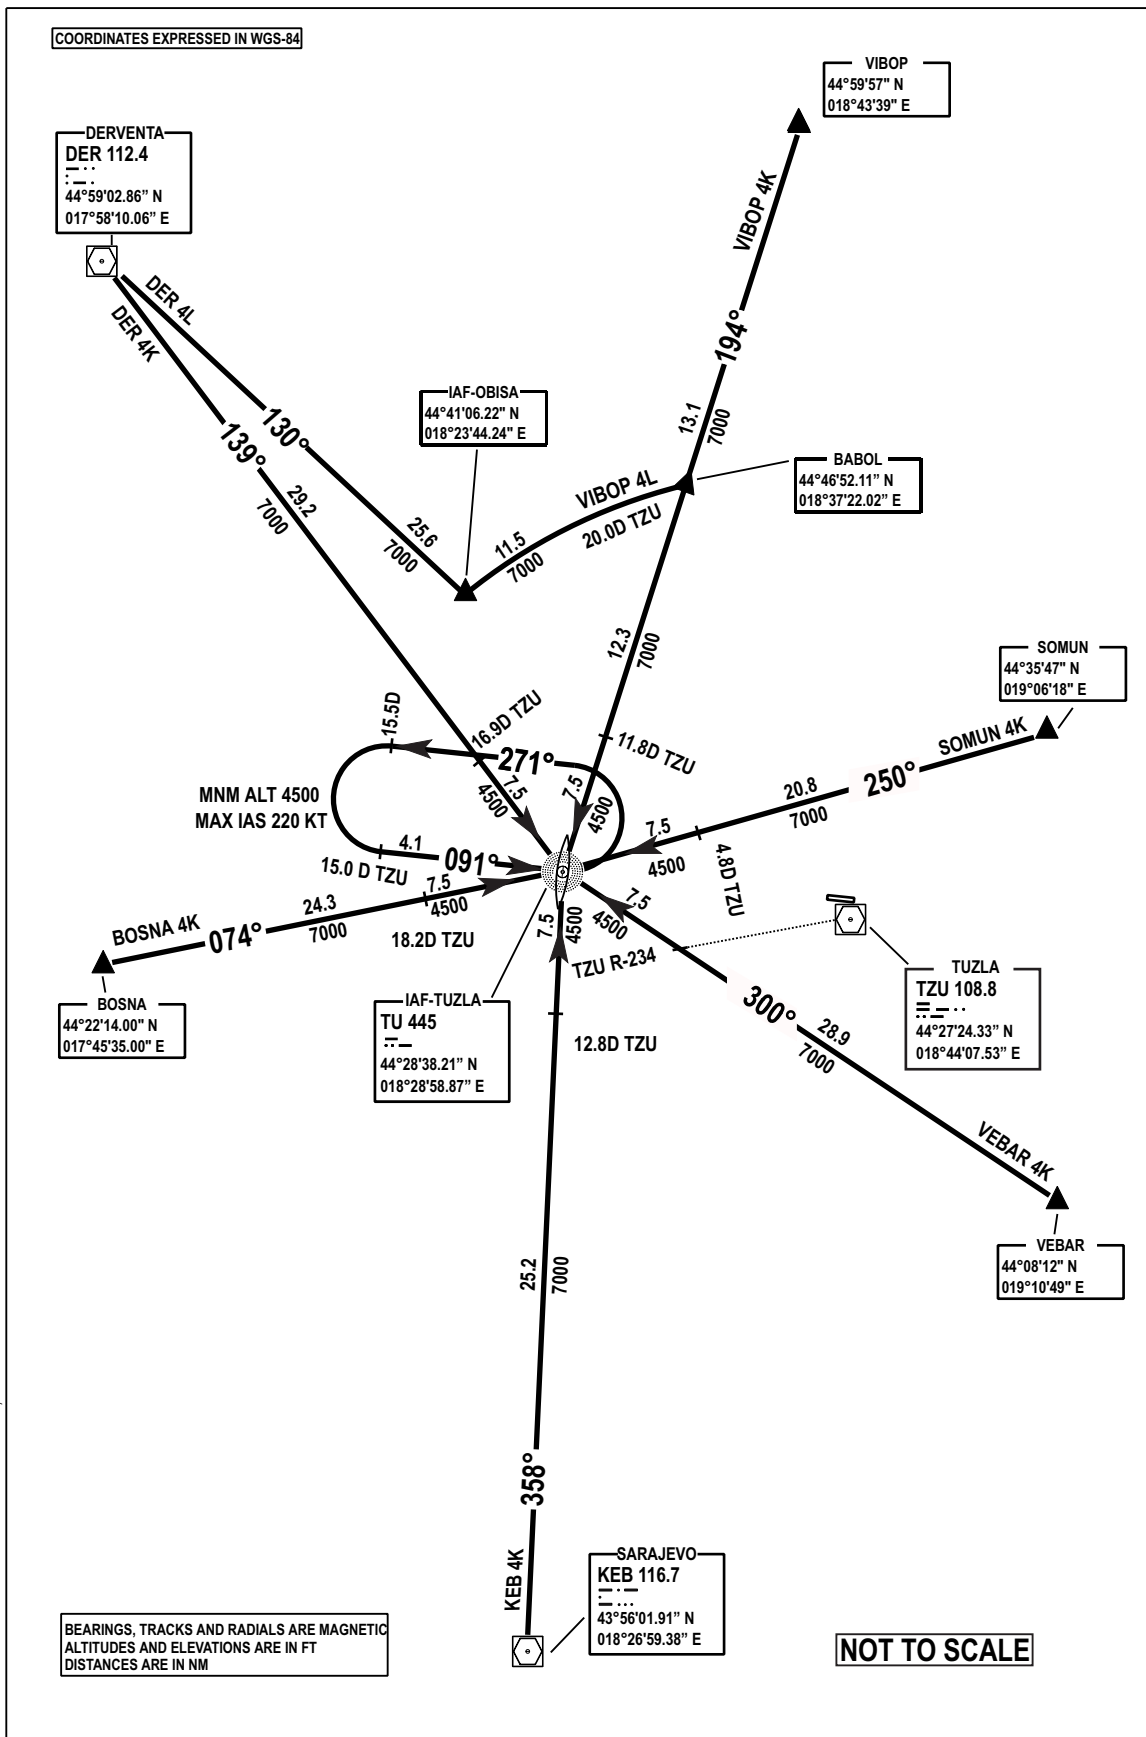 COORDINATES EXPRESSED IN WGS-84
VIBOP
44°59'57" N
018°43'39" E
DERVENTA
DER 112.4
44°59'02.86” N
017°58'10.06” E
VIBOP 4K
194°
13.1
7000
DER 4L
DER 4K
130°
139°
29.2
7000
25.6
7000
IAF-OBISA
44°41'06.22" N
018°23'44.24" E
BABOL
44°46'52.11" N
018°37'22.02" E
VIBOP 4L
20.0D TZU
11.5
7000
12.3
7000
SOMUN
44°35'47" N
019°06'18" E
SOMUN 4K
250°
20.8
7000
7.5
4500
4.8D TZU
15.5D
16.9D TZU
271°
7.5
4500
11.8D TZU
7.5
4500
MNM ALT 4500
MAX IAS 220 KT
4.1
091°
15.0 D TZU
7.5
4500
18.2D TZU
BOSNA 4K
074°
24.3
7000
BOSNA
44°22'14.00" N
017°45'35.00" E
7.5
4500
7.5
4500
TZU R-234
IAF-TUZLA
TU 445
44°28'38.21” N
018°28'58.87” E
12.8D TZU
TUZLA
TZU 108.8
44°27'24.33” N
018°44'07.53” E
300°
28.9
7000
VEBAR 4K
VEBAR
44°08'12" N
019°10'49" E
25.2
7000
358°
KEB 4K
SARAJEVO
KEB 116.7
43°56'01.91” N
018°26'59.38” E
BEARINGS, TRACKS AND RADIALS ARE MAGNETIC
ALTITUDES AND ELEVATIONS ARE IN FT
DISTANCES ARE IN NM
NOT TO SCALE